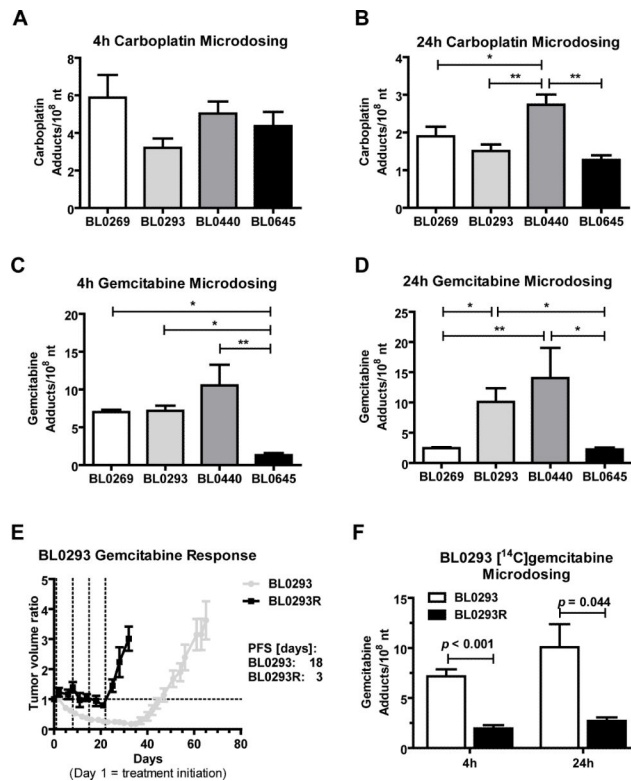 A
4h Carboplatin Microdosing
Carboplatin
Adducts/10⁸ nt
8
6
4
2
0
BL0269 BL0293 BL0440 BL0645
B
24h Carboplatin Microdosing
Carboplatin
Adducts/10⁸ nt
4
3
2
1
0
*
** **
BL0269 BL0293 BL0440 BL0645
C
4h Gemcitabine Microdosing
Gemcitabine
Adducts/10⁸ nt
20
15
10
5
0
*
*
**
BL0269 BL0293 BL0440 BL0645
D
24h Gemcitabine Microdosing
Gemcitabine
Adducts/10⁸ nt
25
20
15
10
5
0
* *
** *
BL0269 BL0293 BL0440 BL0645
E
BL0293 Gemcitabine Response
Tumor volume ratio
5
4
3
2
1
0
BL0293
BL0293R
PFS [days]:
BL0293: 18
BL0293R: 3
0 20 40 60 80
Days
(Day 1 = treatment initiation)
F
BL0293 [¹⁴C]gemcitabine
Microdosing
Gemcitabine
Adducts/10⁸ nt
15
10
5
0
BL0293
BL0293R
p < 0.001
p = 0.044
4h 24h